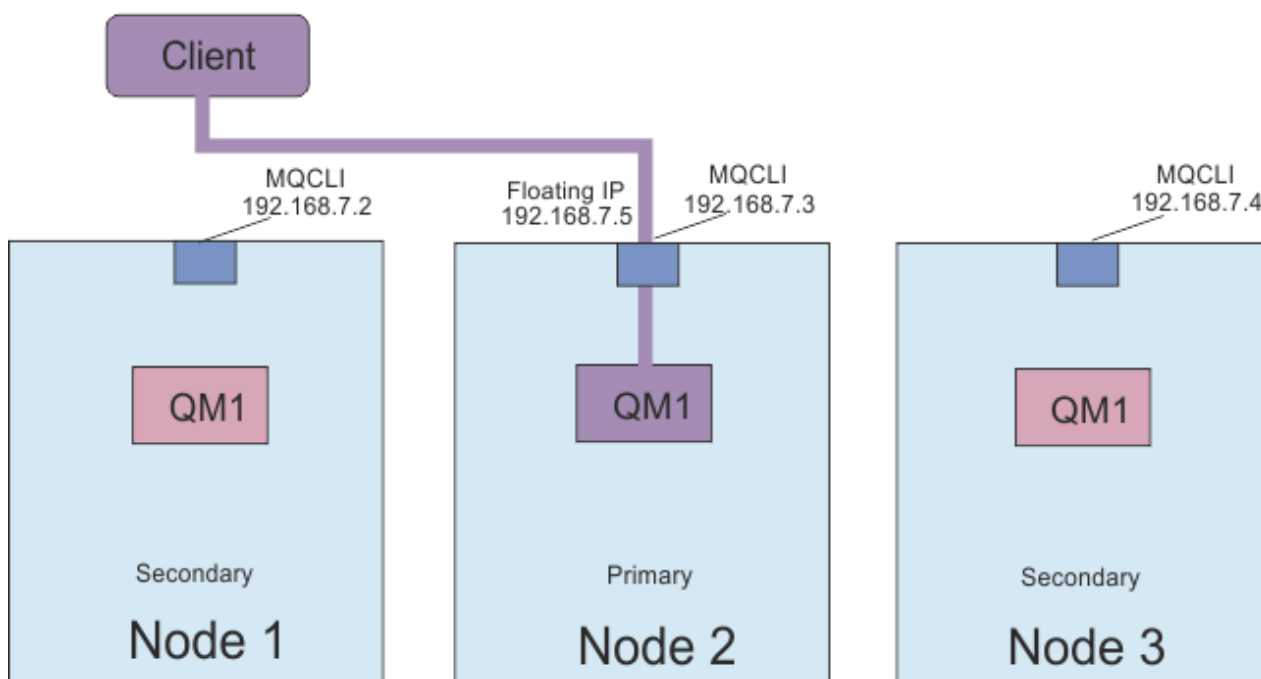 Client
MQCLI
192.168.7.2
Floating IP
192.168.7.5
MQCLI
192.168.7.3
MQCLI
192.168.7.4
QM1
QM1
QM1
Secondary
Primary
Secondary
Node 1
Node 2
Node 3